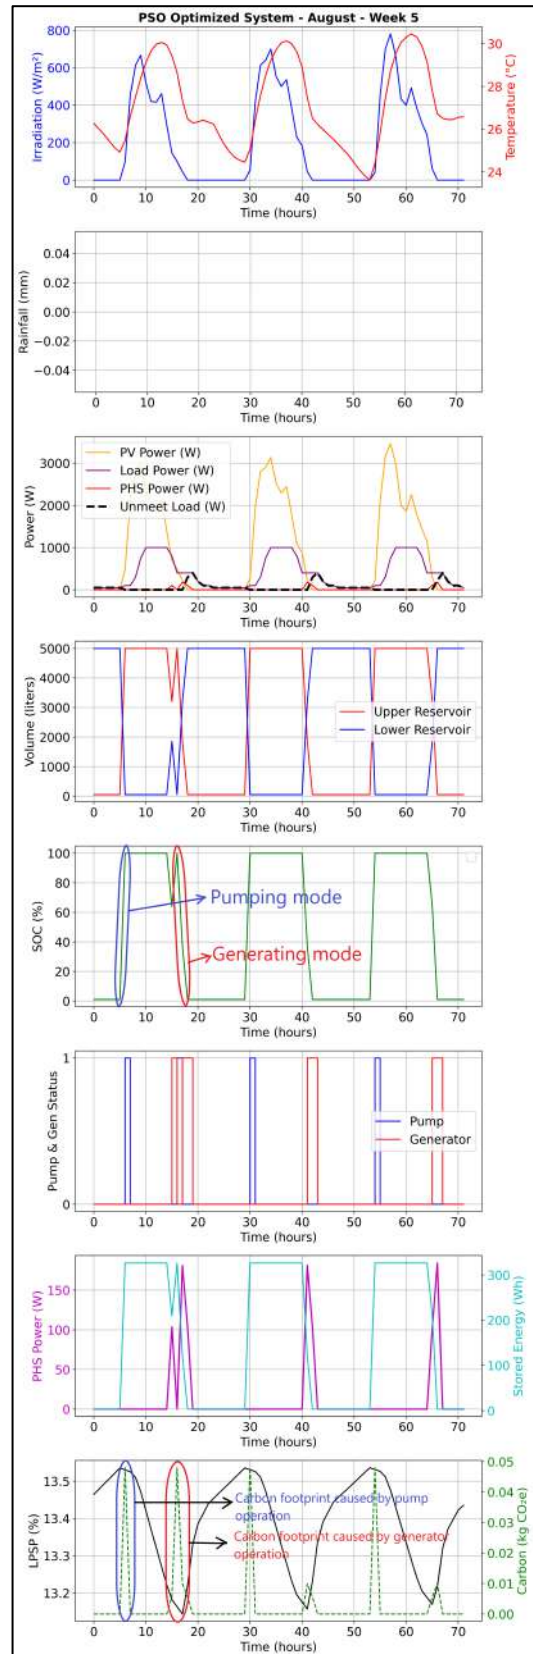 PSO Optimized System - August - Week 5
800
600
400
200
0
Irradiation (W/m²)
30
28
26
24
Temperature (°C)
0 10 20 30 40 50 60 70
Time (hours)
0.04
0.02
0.00
−0.02
−0.04
Rainfall (mm)
0 10 20 30 40 50 60 70
Time (hours)
3000
2000
1000
0
Power (W)
PV Power (W)
Load Power (W)
PHS Power (W)
Unmeet Load (W)
0 10 20 30 40 50 60 70
Time (hours)
5000
4000
3000
2000
1000
0
Volume (liters)
Upper Reservoir
Lower Reservoir
0 10 20 30 40 50 60 70
Time (hours)
100
80
60
40
20
0
SOC (%)
Pumping mode
Generating mode
0 10 20 30 40 50 60 70
Time (hours)
1
0
Pump & Gen Status
Pump
Generator
0 10 20 30 40 50 60 70
Time (hours)
150
100
50
0
PHS Power (W)
300
200
100
0
Stored Energy (Wh)
0 10 20 30 40 50 60 70
Time (hours)
13.5
13.4
13.3
13.2
LPSP (%)
Carbon footprint caused by pump
operation
Carbon footprint caused by generator
operation
0.05
0.04
0.03
0.02
0.01
0.00
Carbon (kg CO₂e)
0 10 20 30 40 50 60 70
Time (hours)